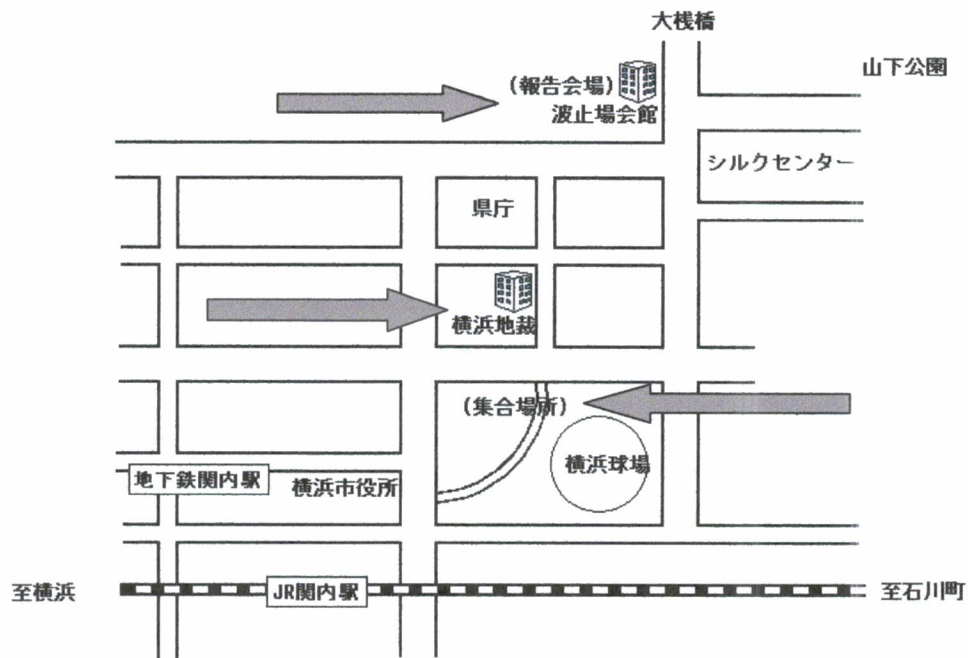 大桟橋
山下公園
(報告会場)
波止場会館
シルクセンター
県庁
横浜地裁
(集合場所)
横浜球場
地下鉄関内駅
横浜市役所
至横浜
JR関内駅
至石川町